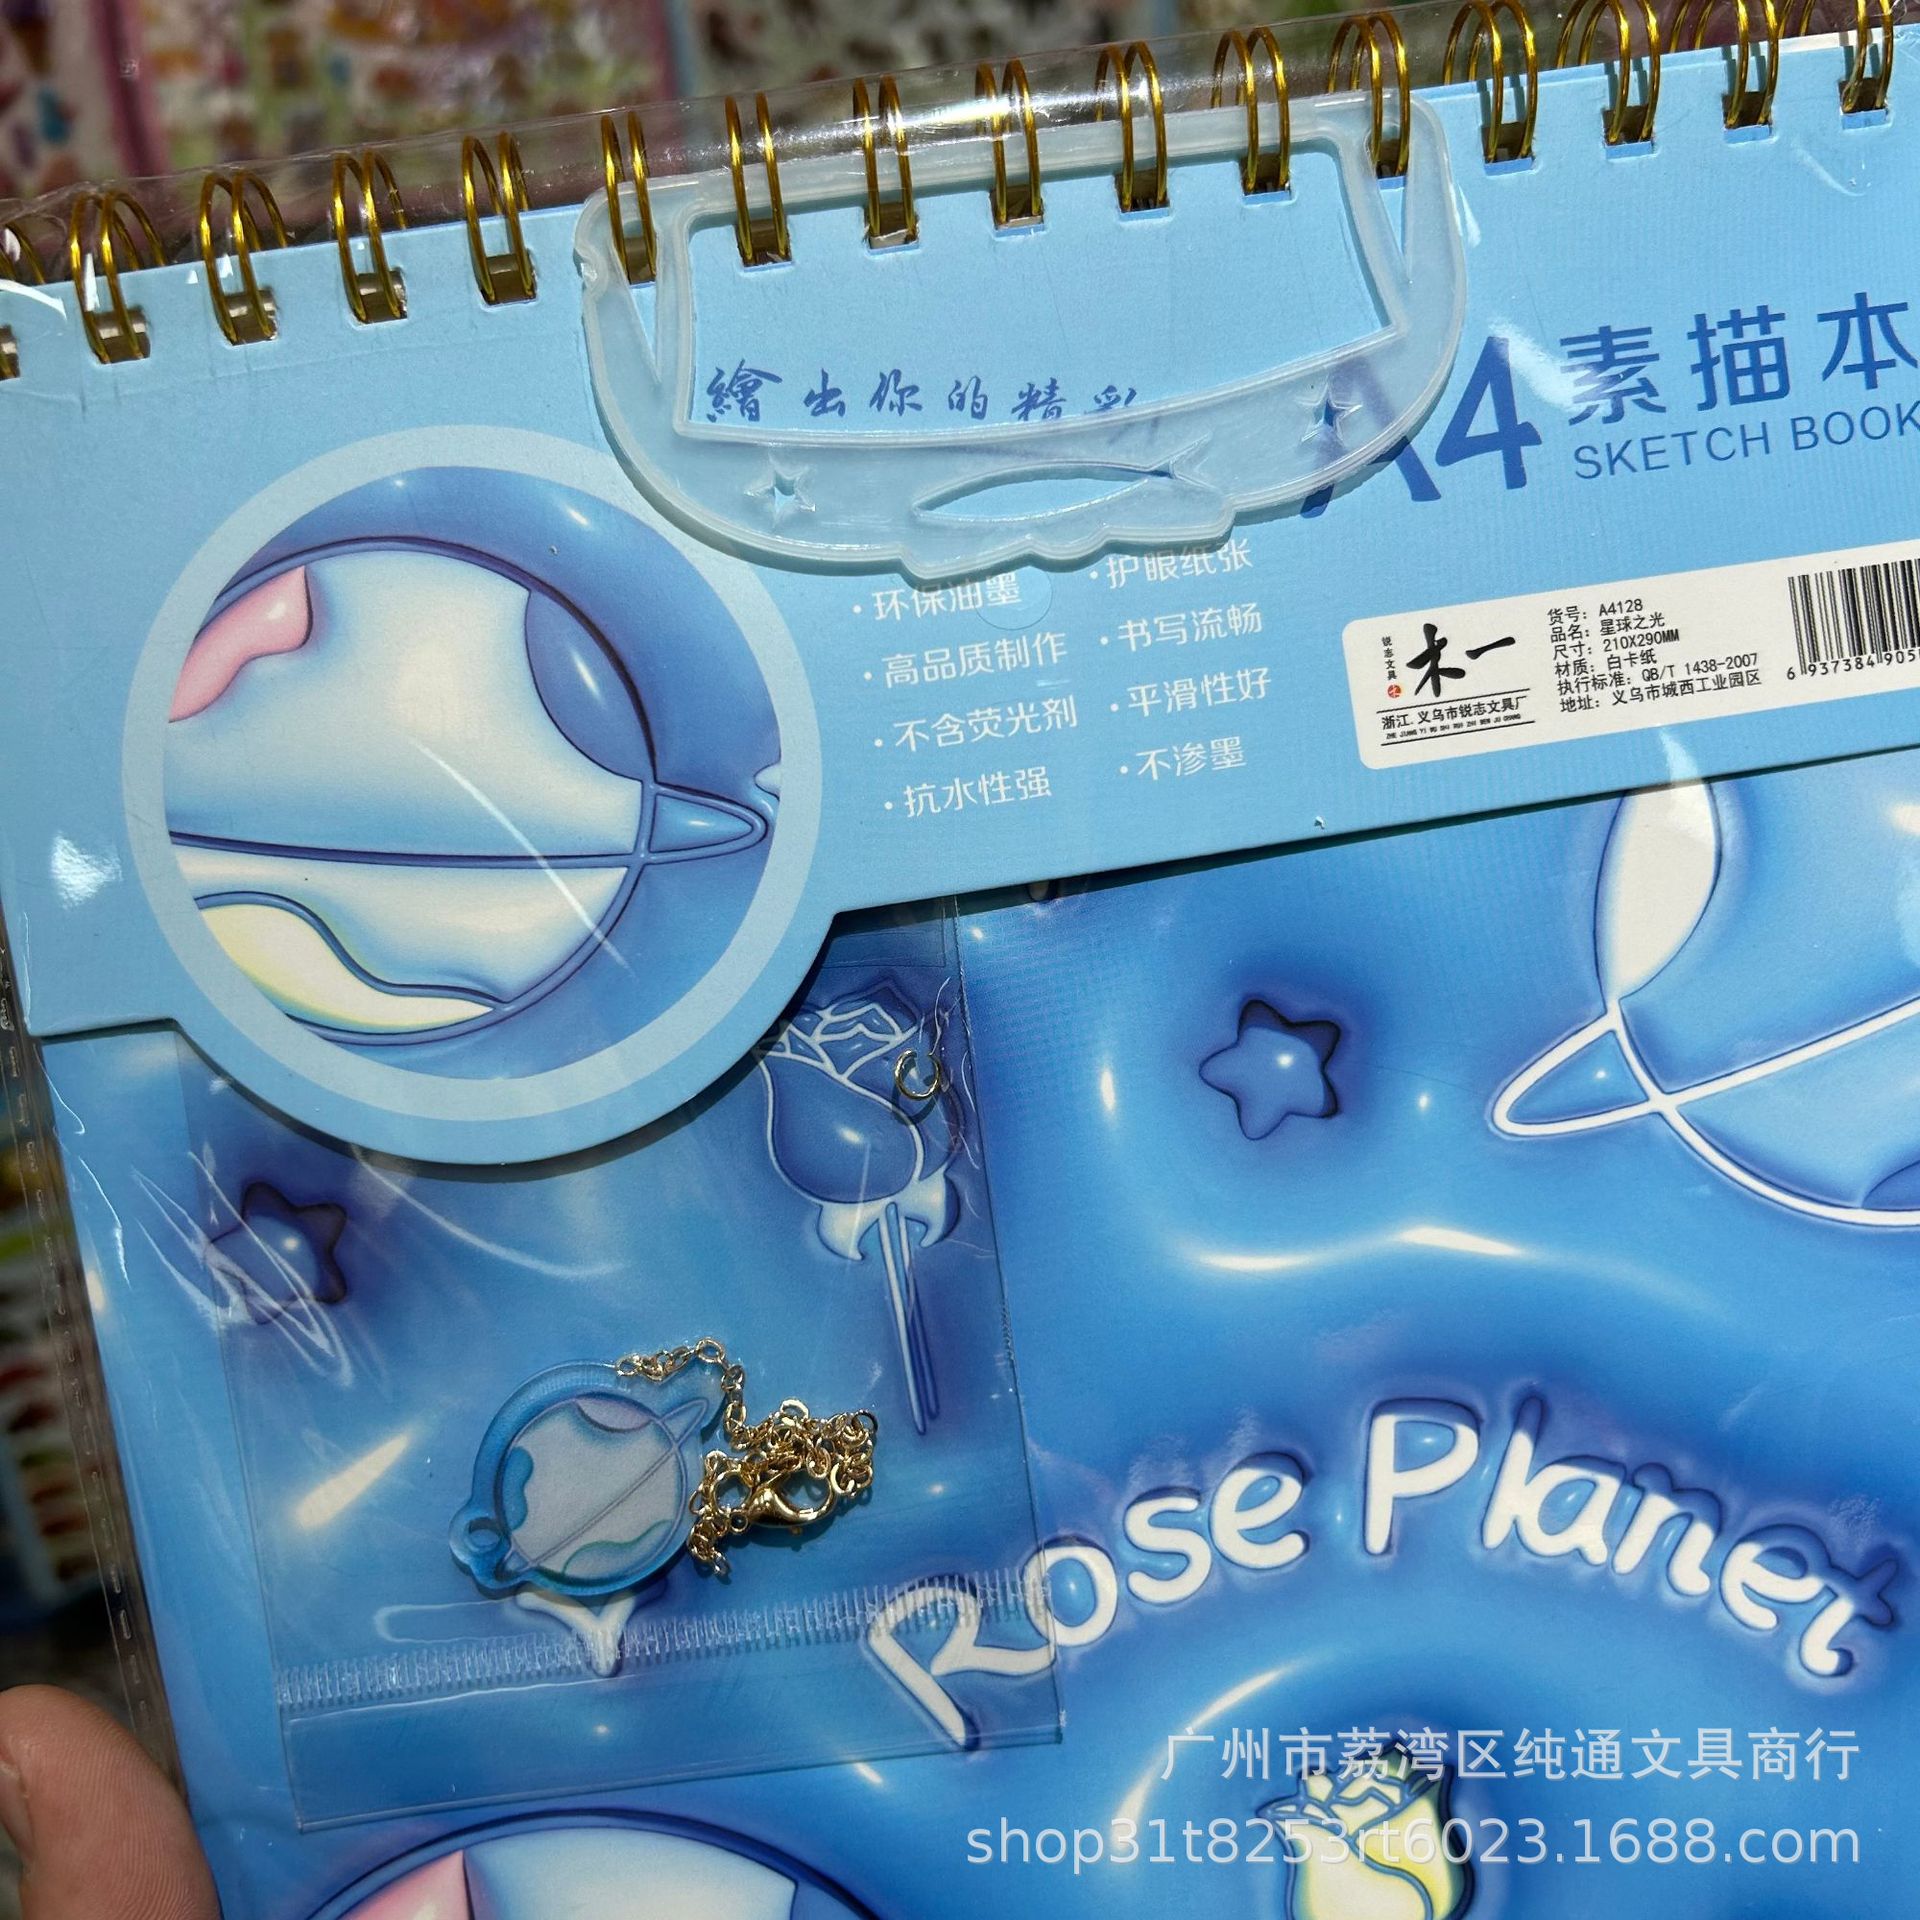 繪出你的精彩
A4 素描本
SKETCH BOOK
·环保油墨
·护眼纸张
·高品质制作
·书写流畅
·不含荧光剂
·平滑性好
·抗水性强
·不渗墨
锐志文具
木一
浙江.义乌市锐志文具厂
货号: A4128
品名: 星球之光
尺寸: 210X290MM
材质: 白卡纸
执行标准: QB/T 1438-2007
地址: 义乌市城西工业园区
6 937384 905
Rose Planet
广州市荔湾区纯通文具商行
shop31t8253rt6023.1688.com